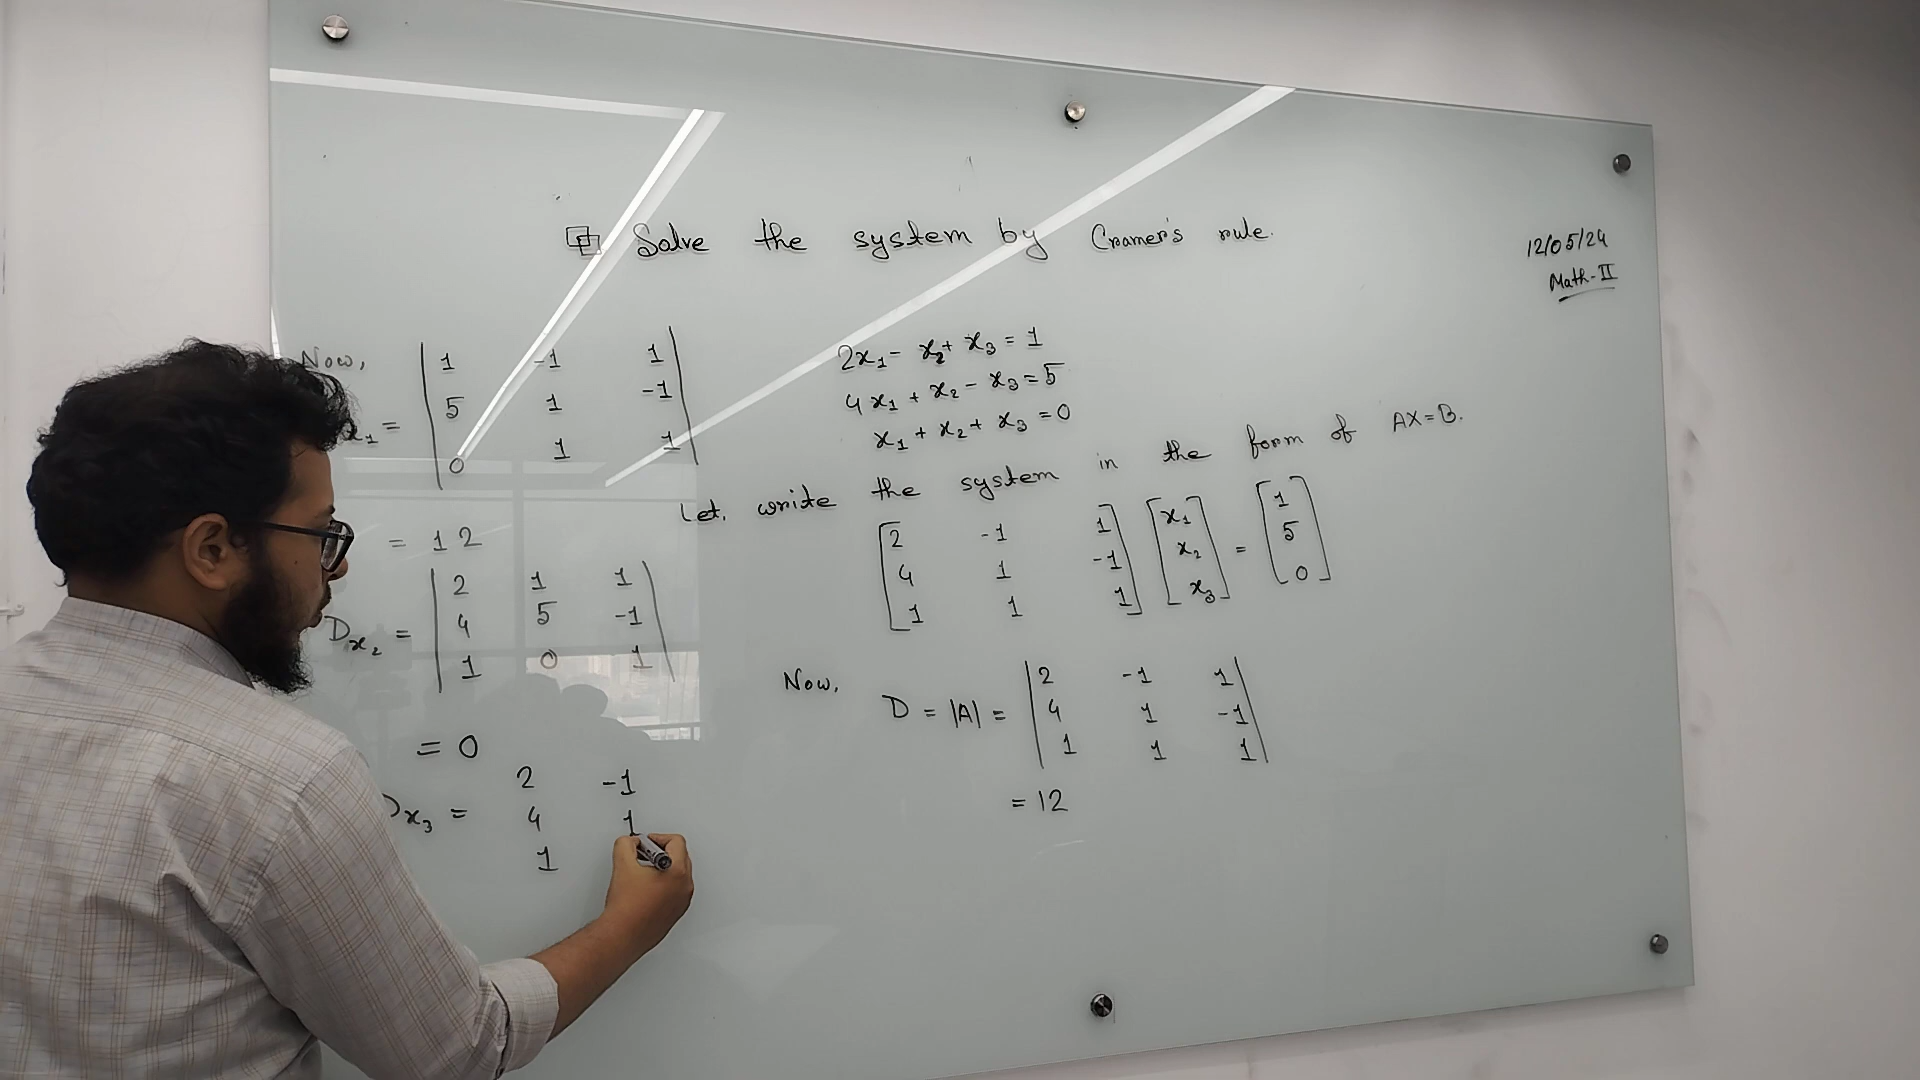 Solve the system by Cramer's rule.
12/05/24
Math-II
Now,
x₁ = | 1 -1 1 |
| 5 1 -1 |
| 0 1 1 |
= 12
Dx₂ = | 2 1 1 |
| 4 5 -1 |
| 1 0 1 |
= 0
Dx₃ = 2 -1
4 1
1
2x₁ - x₂ + x₃ = 1
4x₁ + x₂ - x₃ = 5
x₁ + x₂ + x₃ = 0
Let, write the system in the form of AX=B.
[ 2 -1 1 ] [ x₁ ] = [ 1 ]
[ 4 1 -1 ] [ x₂ ] [ 5 ]
[ 1 1 1 ] [ x₃ ] [ 0 ]
Now,
D = |A| = | 2 -1 1 |
| 4 1 -1 |
| 1 1 1 |
= 12